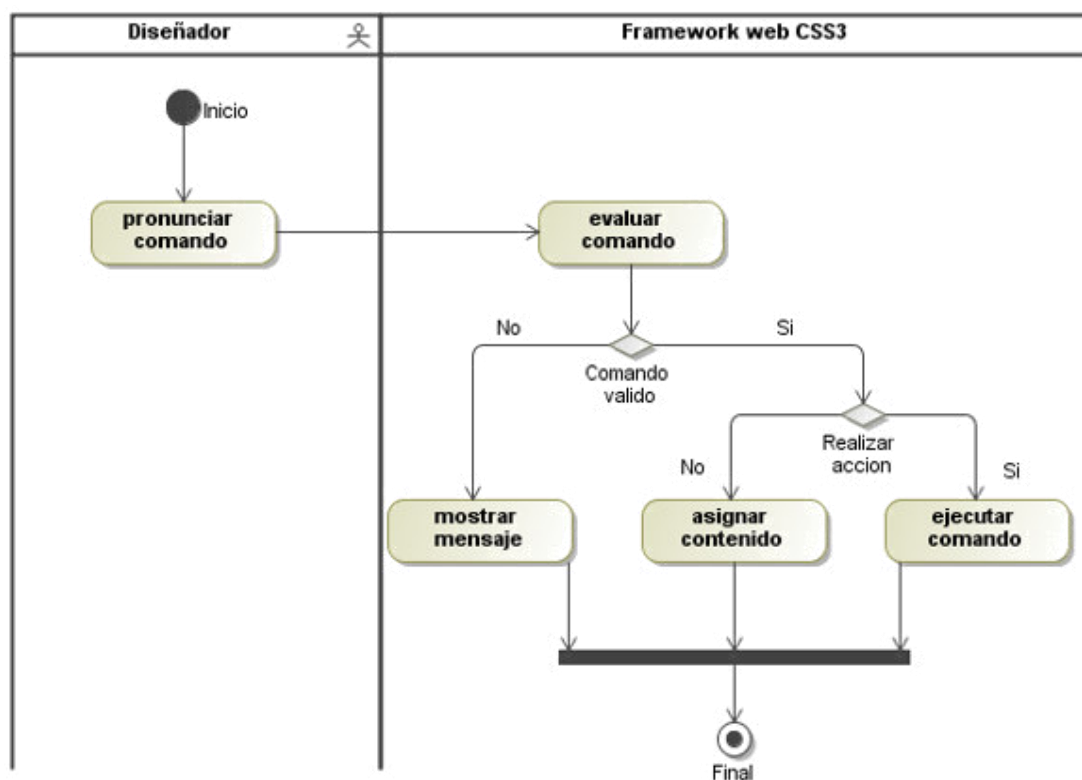 Diseñador
Framework web CSS3
Inicio
pronunciar
comando
evaluar
comando
No
Si
Comando
valido
Realizar
accion
No
Si
mostrar
mensaje
asignar
contenido
ejecutar
comando
Final